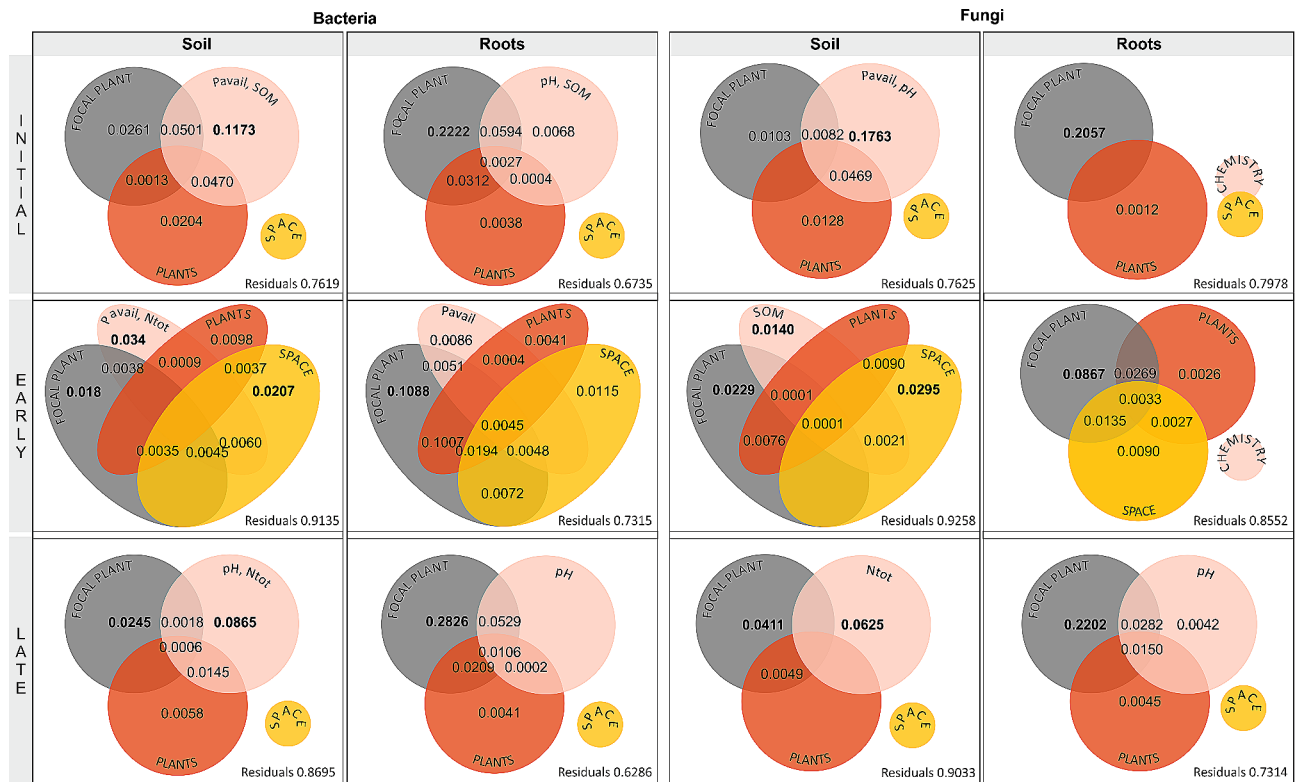 Bacteria
Fungi
Soil
Roots
Soil
Roots
INITIAL
FOCAL PLANT
Pavail, SOM
0.0261
0.0501
0.1173
0.0013
0.0470
0.0204
PLANTS
SPACE
Residuals 0.7619
FOCAL PLANT
pH, SOM
0.2222
0.0594
0.0068
0.0027
0.0312
0.0004
0.0038
PLANTS
SPACE
Residuals 0.6735
FOCAL PLANT
Pavail, pH
0.0103
0.0082
0.1763
0.0469
0.0128
PLANTS
SPACE
Residuals 0.7625
FOCAL PLANT
0.2057
CHEMISTRY
SPACE
0.0012
PLANTS
Residuals 0.7978
EARLY
Pavail, Ntot
PLANTS
0.034
0.0098
0.0009
0.0037
0.0038
SPACE
FOCAL PLANT
0.018
0.0207
0.0060
0.0035
0.0045
Residuals 0.9135
Pavail
PLANTS
0.0086
0.0041
0.0004
0.0051
SPACE
FOCAL PLANT
0.1088
0.0115
0.0045
0.1007
0.0194
0.0048
0.0072
Residuals 0.7315
SOM
PLANTS
0.0140
0.0090
SPACE
FOCAL PLANT
0.0229
0.0001
0.0295
0.0001
0.0076
0.0021
Residuals 0.9258
FOCAL PLANT
PLANTS
0.0867
0.0269
0.0026
0.0033
0.0135
0.0027
CHEMISTRY
0.0090
SPACE
Residuals 0.8552
LATE
FOCAL PLANT
pH, Ntot
0.0245
0.0018
0.0865
0.0006
0.0145
0.0058
PLANTS
SPACE
Residuals 0.8695
FOCAL PLANT
pH
0.2826
0.0529
0.0106
0.0209
0.0002
0.0041
PLANTS
SPACE
Residuals 0.6286
FOCAL PLANT
Ntot
0.0411
0.0625
0.0049
PLANTS
SPACE
Residuals 0.9033
FOCAL PLANT
pH
0.2202
0.0282
0.0042
0.0150
0.0045
PLANTS
SPACE
Residuals 0.7314